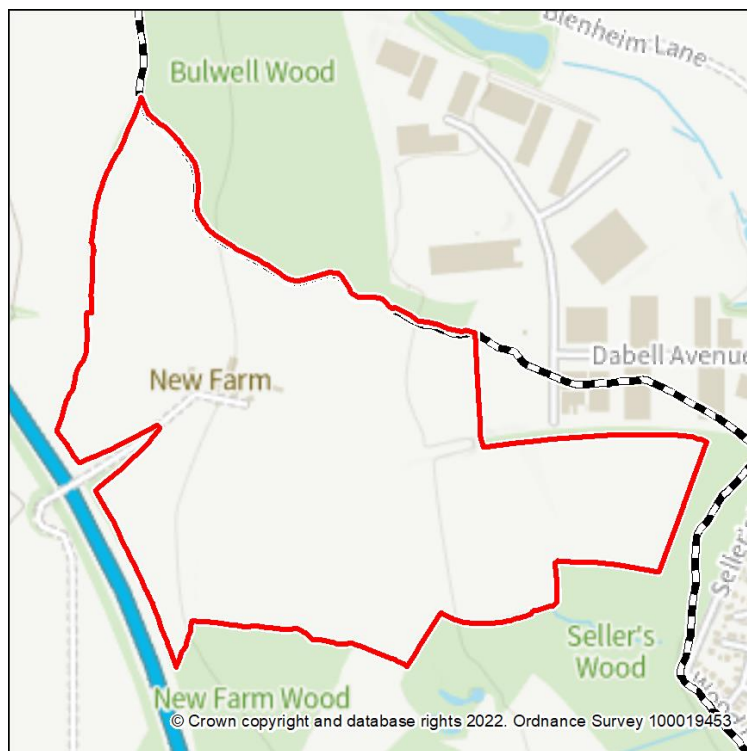 Blenheim Lane
Bulwell Wood
Dabell Avenue
New Farm
Seller's
Seller's
Wood
New Farm Wood
© Crown copyright and database rights 2022. Ordnance Survey 100019453